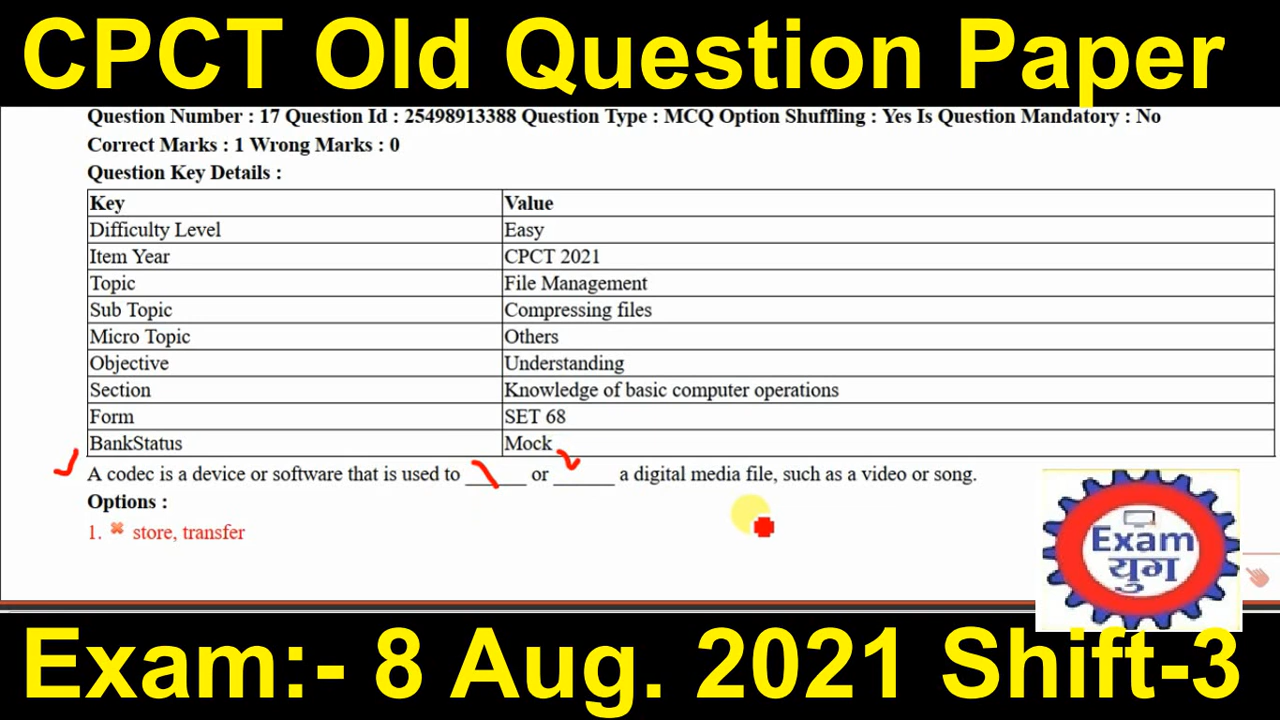 CPCT Old Question Paper
Question Number : 17 Question Id : 25498913388 Question Type : MCQ Option Shuffling : Yes Is Question Mandatory : No
Correct Marks : 1 Wrong Marks : 0
Question Key Details :
Key Value
Difficulty Level Easy
Item Year CPCT 2021
Topic File Management
Sub Topic Compressing files
Micro Topic Others
Objective Understanding
Section Knowledge of basic computer operations
Form SET 68
BankStatus Mock
A codec is a device or software that is used to ______ or ______ a digital media file, such as a video or song.
Options :
1. ✖ store, transfer
Exam
युग
Exam:- 8 Aug. 2021 Shift-3